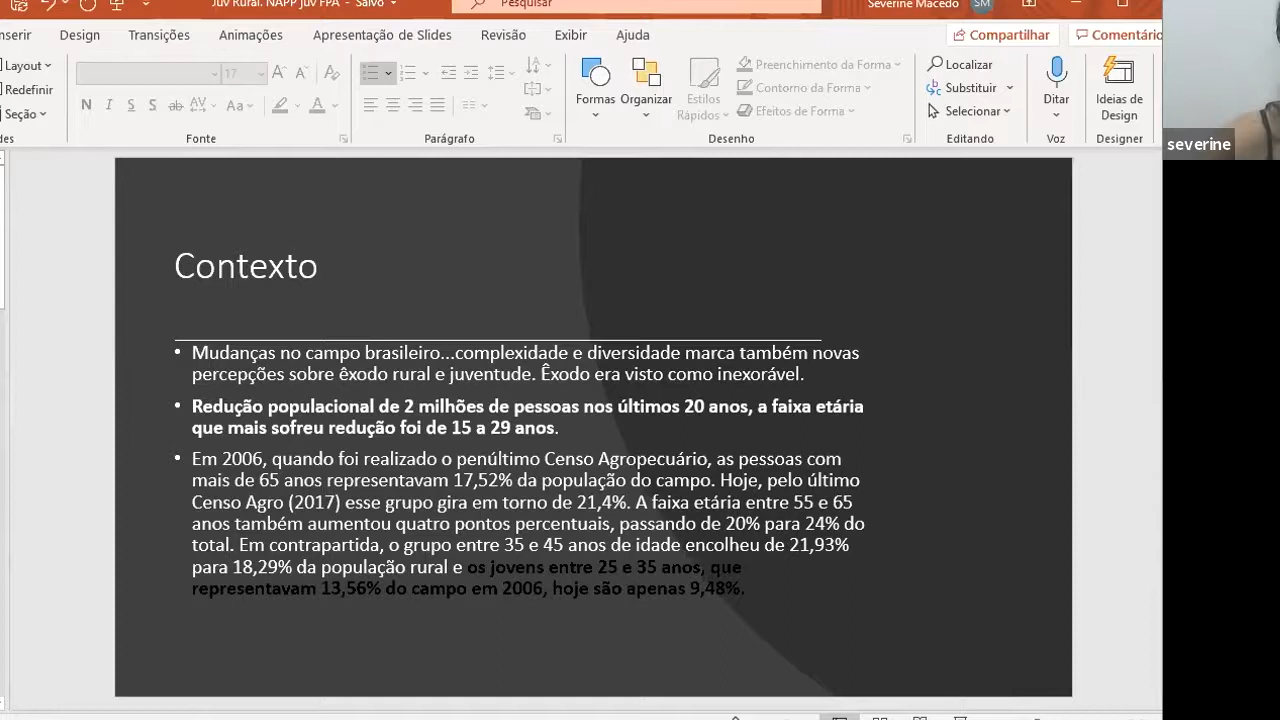 Juv Rural. NAPP Juv FPA - Salvo
Pesquisar
Severine Macedo
SM
nserir Design Transições Animações Apresentação de Slides Revisão Exibir Ajuda Compartilhar Comentário
Layout
Redefinir
Seção
17
N I S S ab AV Aa A
Formas
Organizar
Estilos
Rápidos
Preenchimento da Forma
Contorno da Forma
Efeitos de Forma
Localizar
Substituir
Selecionar
Ditar
Ideias de
Design
des Fonte Parágrafo Desenho Editando Voz Designer
severine
Contexto
• Mudanças no campo brasileiro...complexidade e diversidade marca também novas
percepções sobre êxodo rural e juventude. Êxodo era visto como inexorável.
• Redução populacional de 2 milhões de pessoas nos últimos 20 anos, a faixa etária
que mais sofreu redução foi de 15 a 29 anos.
• Em 2006, quando foi realizado o penúltimo Censo Agropecuário, as pessoas com
mais de 65 anos representavam 17,52% da população do campo. Hoje, pelo último
Censo Agro (2017) esse grupo gira em torno de 21,4%. A faixa etária entre 55 e 65
anos também aumentou quatro pontos percentuais, passando de 20% para 24% do
total. Em contrapartida, o grupo entre 35 e 45 anos de idade encolheu de 21,93%
para 18,29% da população rural e os jovens entre 25 e 35 anos, que
representavam 13,56% do campo em 2006, hoje são apenas 9,48%.